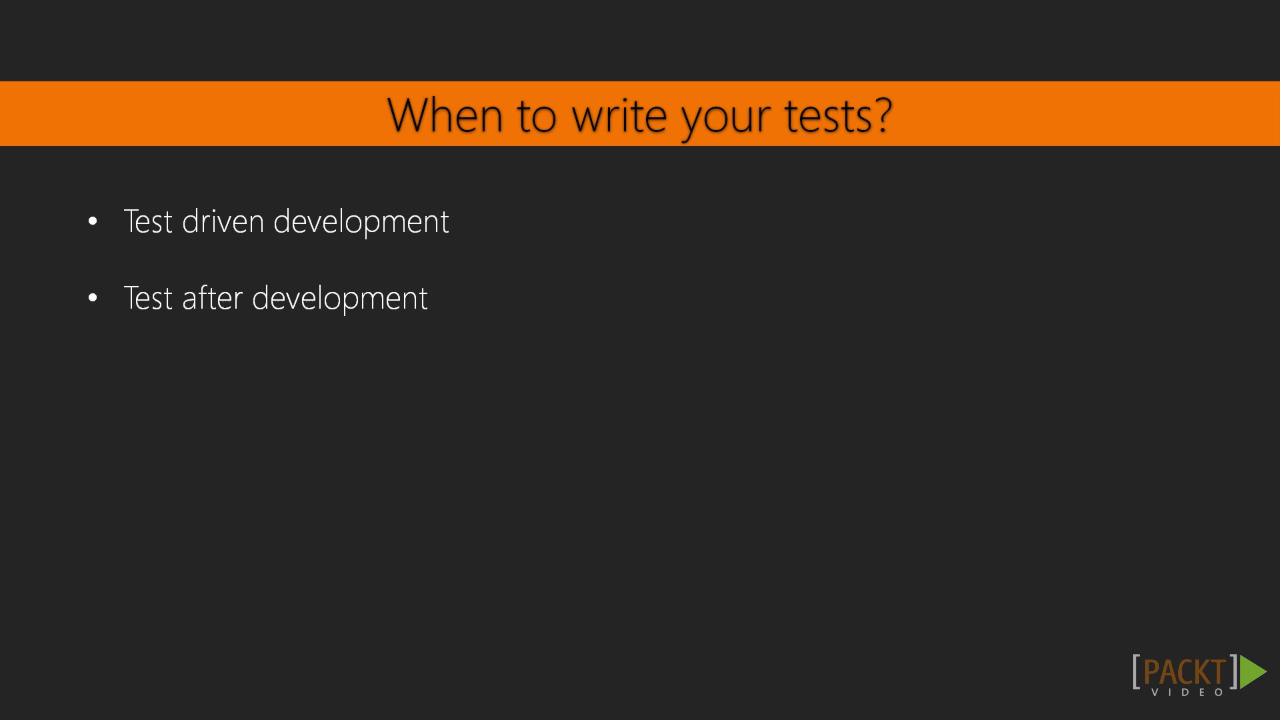 When to write your tests?
• Test driven development
• Test after development
[PACKT]
VIDEO